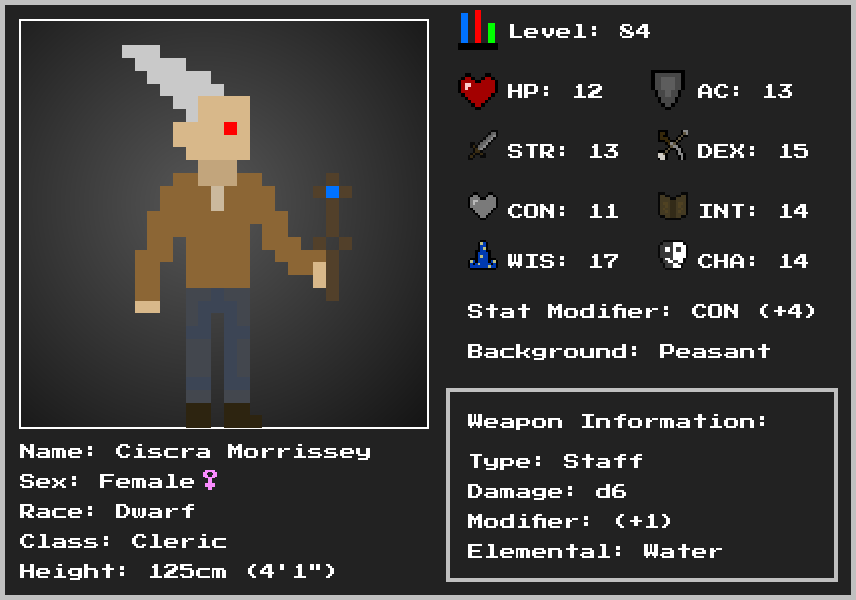 Level: 84
HP: 12 AC: 13
STR: 13 DEX: 15
CON: 11 INT: 14
WIS: 17 CHA: 14
Stat Modifier: CON (+4)
Background: Peasant
Weapon Information:
Type: Staff
Damage: d6
Modifier: (+1)
Elemental: Water
Name: Ciscra Morrissey
Sex: Female♀
Race: Dwarf
Class: Cleric
Height: 125cm (4'1")